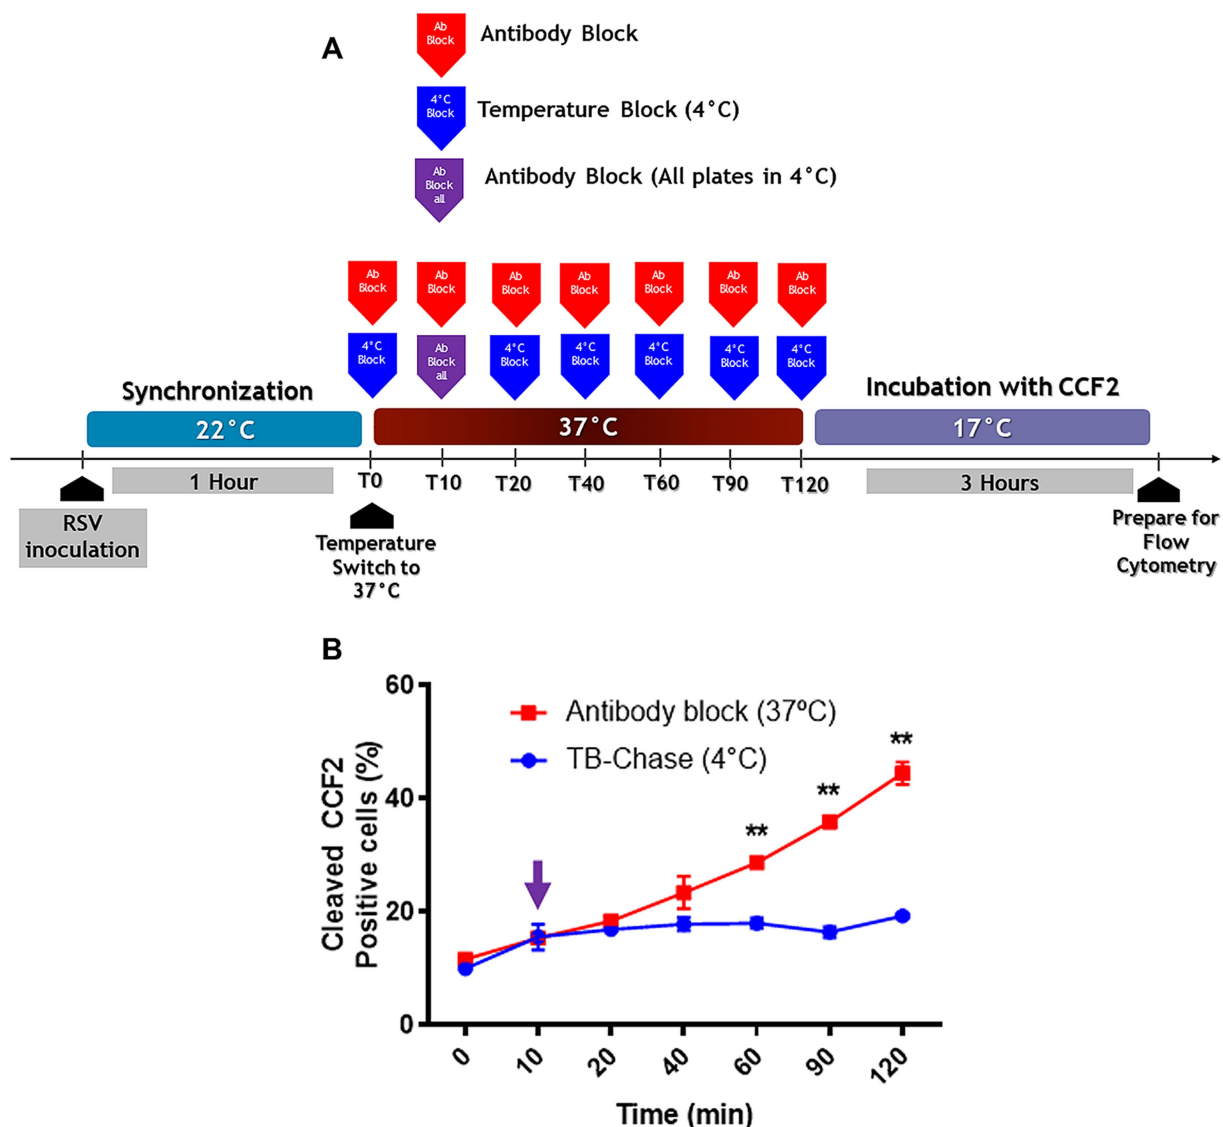 A
Ab
Block
Antibody Block
4°C
Block
Temperature Block (4°C)
Ab
Block
all
Antibody Block (All plates in 4°C)
Ab
Block
Ab
Block
Ab
Block
Ab
Block
Ab
Block
Ab
Block
Ab
Block
4°C
Block
Ab
Block
all
4°C
Block
4°C
Block
4°C
Block
4°C
Block
4°C
Block
Synchronization
Incubation with CCF2
22°C
37°C
17°C
1 Hour
T0
T10
T20
T40
T60
T90
T120
3 Hours
RSV
inoculation
Temperature
Switch to
37°C
Prepare for
Flow
Cytometry
B
60
40
20
0
Cleaved CCF2
Positive cells (%)
Antibody block (37ºC)
TB-Chase (4°C)
**
**
**
0
10
20
40
60
90
120
Time (min)